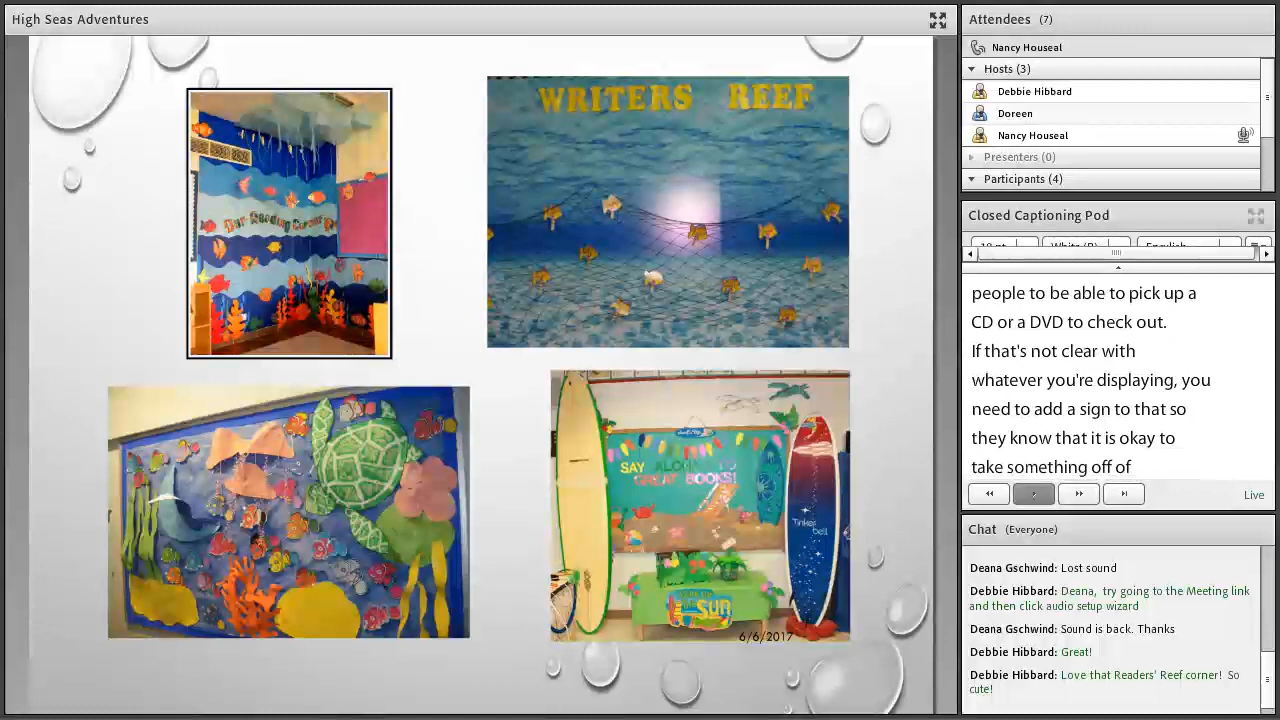 High Seas Adventures
WRITERS REEF
SAY ALOHA TO
GREAT BOOKS!
Tinker
bell
SUN
6/6/2017
Attendees (7)
Nancy Houseal
Hosts (3)
Debbie Hibbard
Doreen
Nancy Houseal
Presenters (0)
Participants (4)
Closed Captioning Pod
people to be able to pick up a
CD or a DVD to check out.
If that's not clear with
whatever you're displaying, you
need to add a sign to that so
they know that it is okay to
take something off of
Live
Chat (Everyone)
Deana Gschwind: Lost sound
Debbie Hibbard: Deana, try going to the Meeting link
and then click audio setup wizard
Deana Gschwind: Sound is back. Thanks
Debbie Hibbard: Great!
Debbie Hibbard: Love that Readers' Reef corner! So
cute!